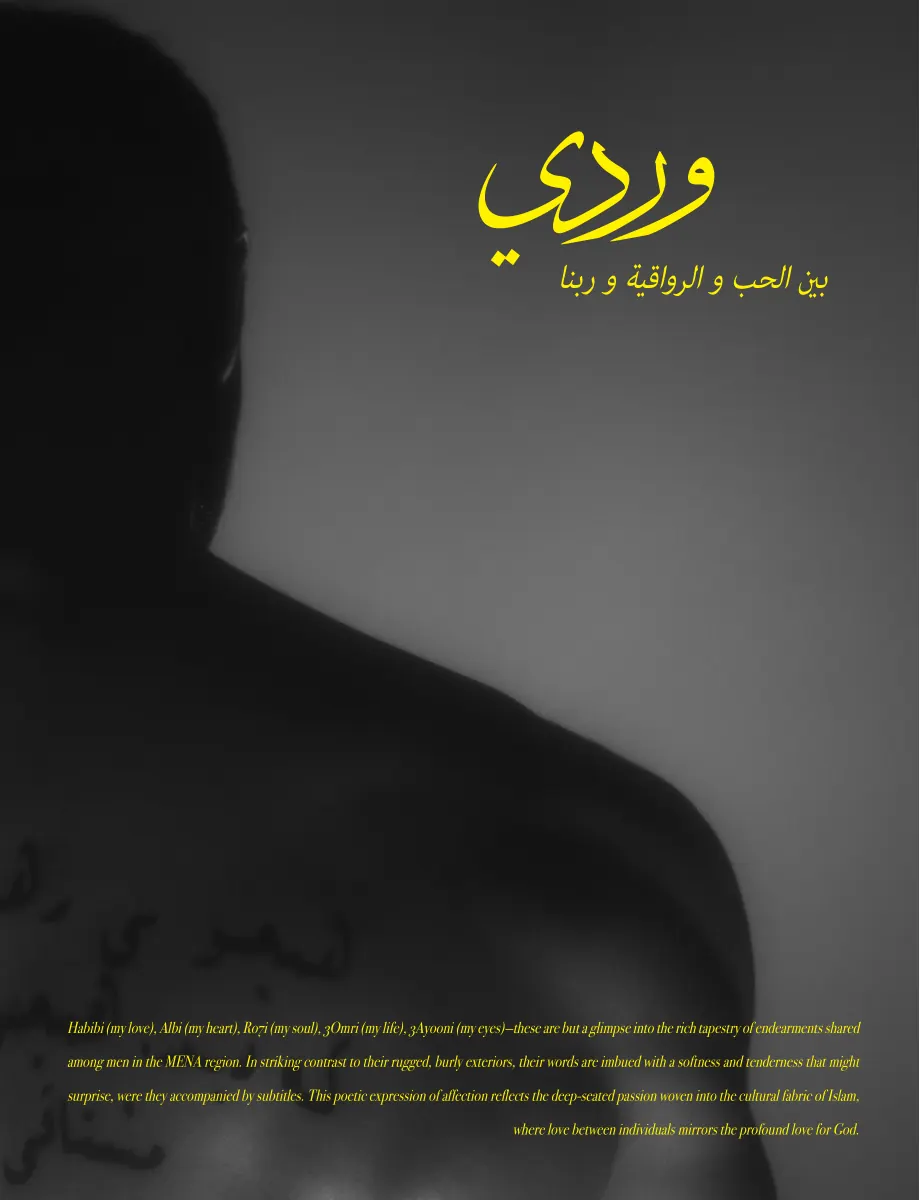 وردي
بين الحب و الرواقية و ربنا
Habibi (my love), Albi (my heart), Ro7i (my soul), 3Omri (my life), 3Ayooni (my eyes)—these are but a glimpse into the rich tapestry of endearments shared
among men in the MENA region. In striking contrast to their rugged, burly exteriors, their words are imbued with a softness and tenderness that might
surprise, were they accompanied by subtitles. This poetic expression of affection reflects the deep-seated passion woven into the cultural fabric of Islam,
where love between individuals mirrors the profound love for God.